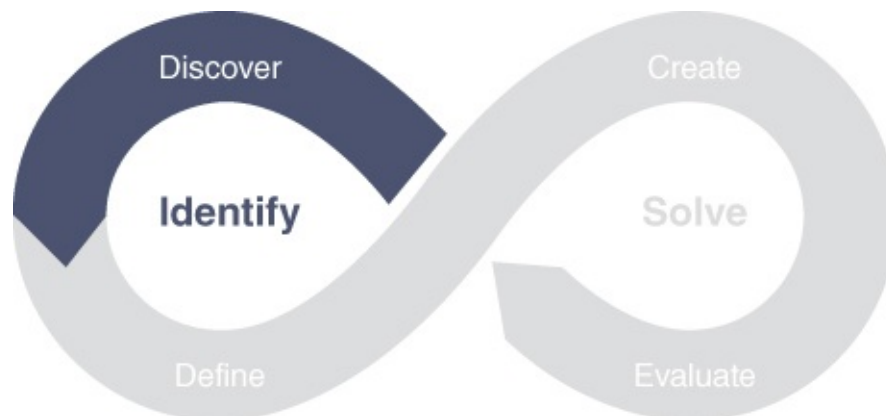 Discover
Create
Identify
Solve
Define
Evaluate